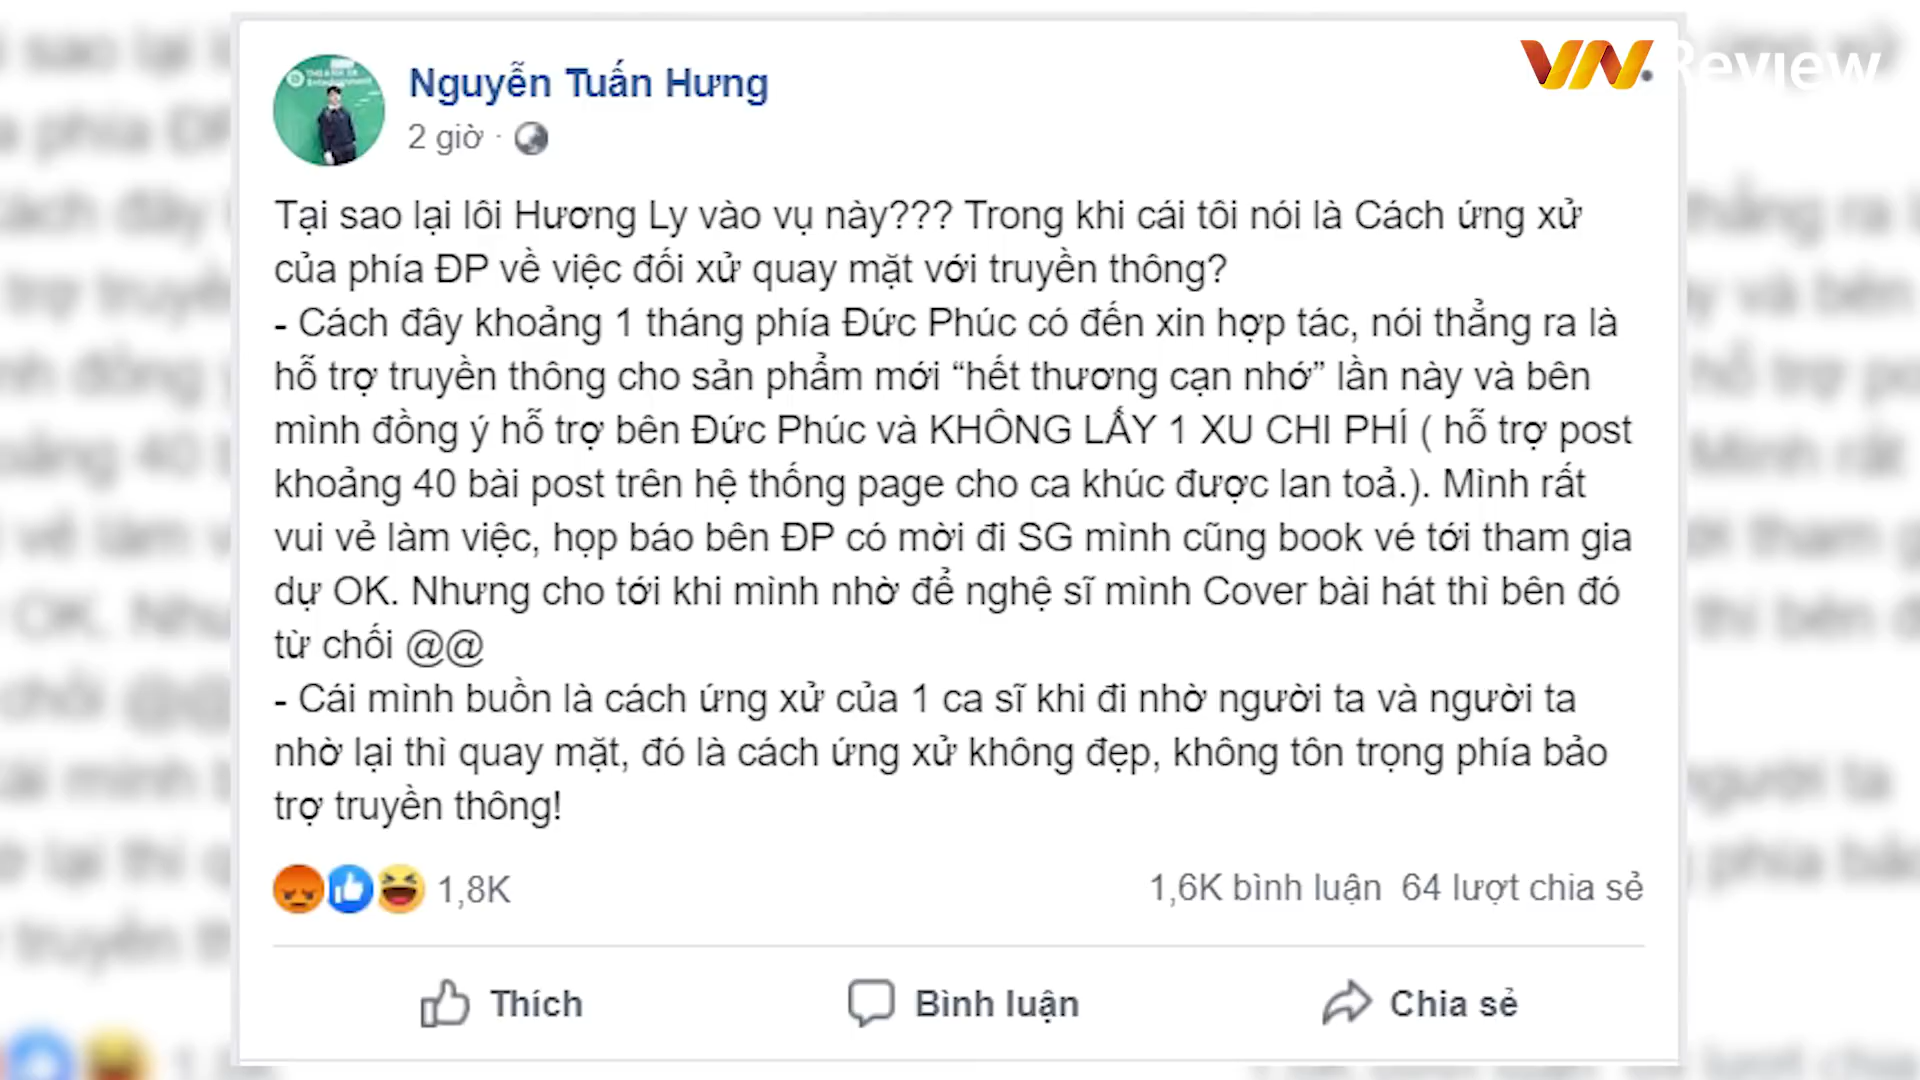 VN.Review
Nguyễn Tuấn Hưng
2 giờ ·
Tại sao lại lôi Hương Ly vào vụ này??? Trong khi cái tôi nói là Cách ứng xử
của phía ĐP về việc đối xử quay mặt với truyền thông?
- Cách đây khoảng 1 tháng phía Đức Phúc có đến xin hợp tác, nói thẳng ra là
hỗ trợ truyền thông cho sản phẩm mới “hết thương cạn nhớ” lần này và bên
mình đồng ý hỗ trợ bên Đức Phúc và KHÔNG LẤY 1 XU CHI PHÍ ( hỗ trợ post
khoảng 40 bài post trên hệ thống page cho ca khúc được lan toả.). Mình rất
vui vẻ làm việc, họp báo bên ĐP có mời đi SG mình cũng book vé tới tham gia
dự OK. Nhưng cho tới khi mình nhờ để nghệ sĩ mình Cover bài hát thì bên đó
từ chối @@
- Cái mình buồn là cách ứng xử của 1 ca sĩ khi đi nhờ người ta và người ta
nhờ lại thì quay mặt, đó là cách ứng xử không đẹp, không tôn trọng phía bảo
trợ truyền thông!
1,8K
1,6K bình luận 64 lượt chia sẻ
Thích
Bình luận
Chia sẻ